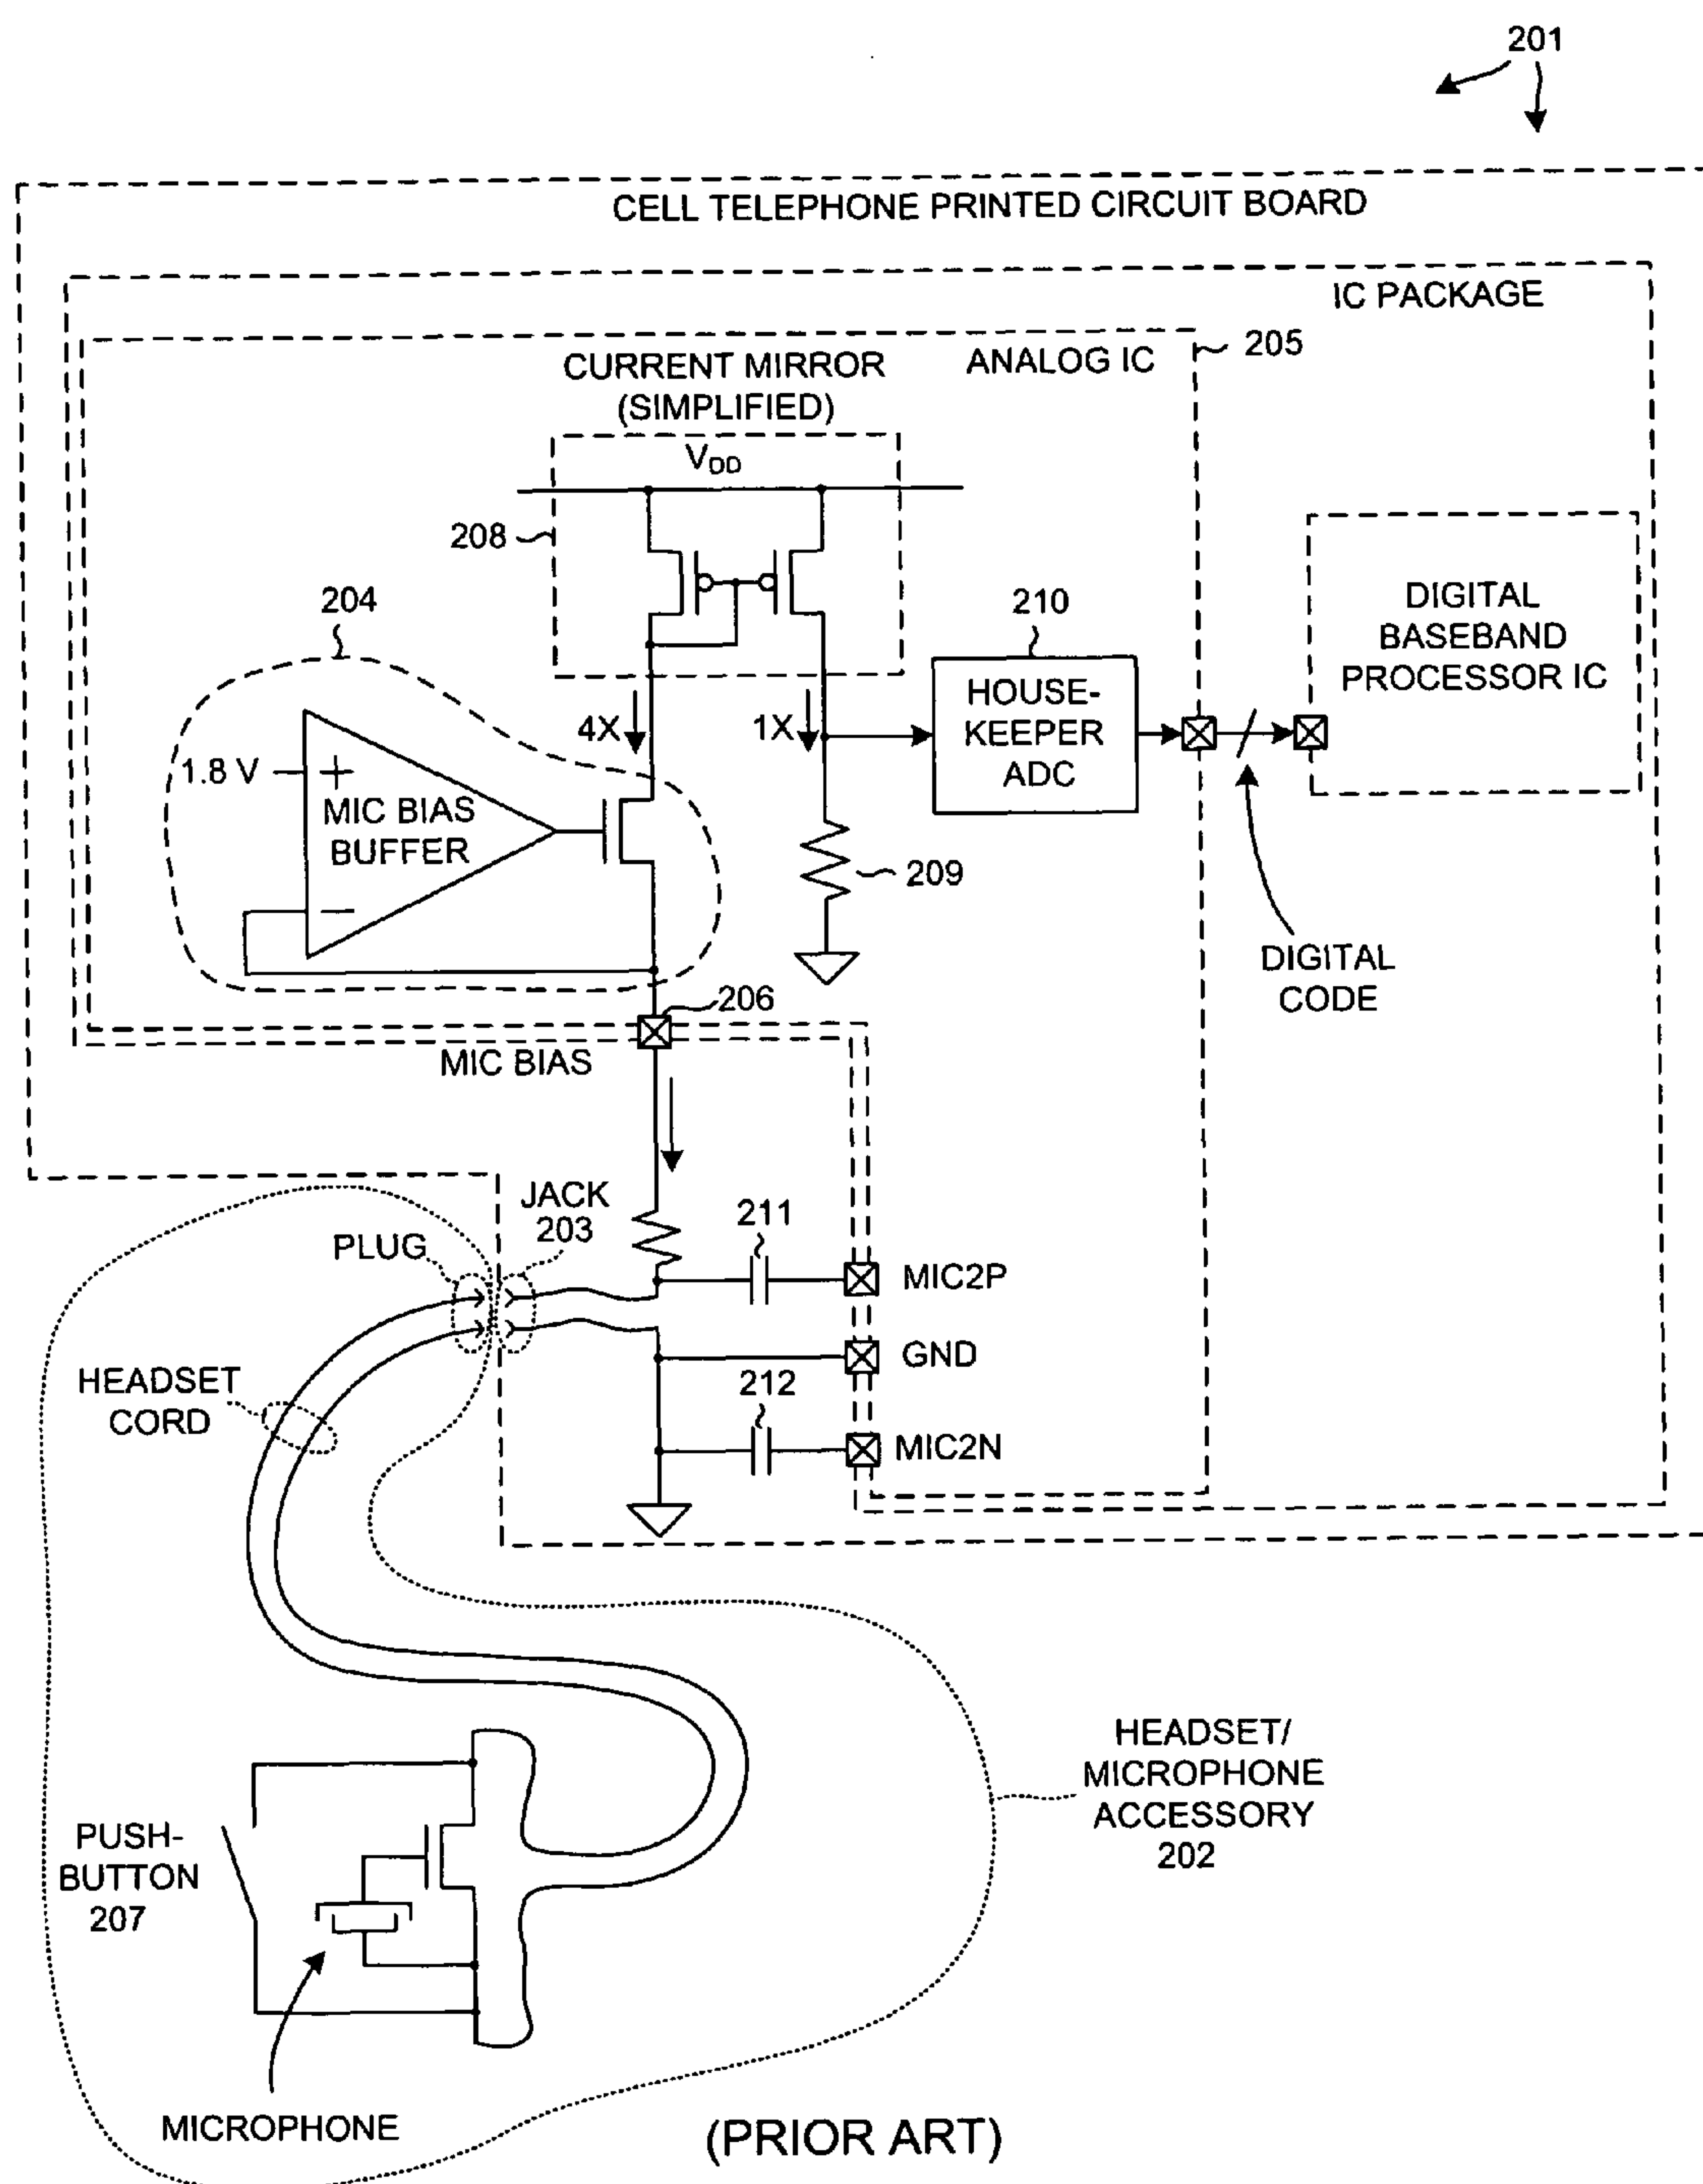 201
CELL TELEPHONE PRINTED CIRCUIT BOARD
IC PACKAGE
205
CURRENT MIRROR
(SIMPLIFIED)
ANALOG IC
VDD
208
204
210
DIGITAL
BASEBAND
PROCESSOR IC
HOUSE-
KEEPER
ADC
4X
1X
1.8 V
+
MIC BIAS
BUFFER
−
209
DIGITAL
CODE
206
MIC BIAS
JACK
203
PLUG
211
MIC2P
GND
HEADSET
CORD
212
MIC2N
HEADSET/
MICROPHONE
ACCESSORY
202
PUSH-
BUTTON
207
MICROPHONE
(PRIOR ART)